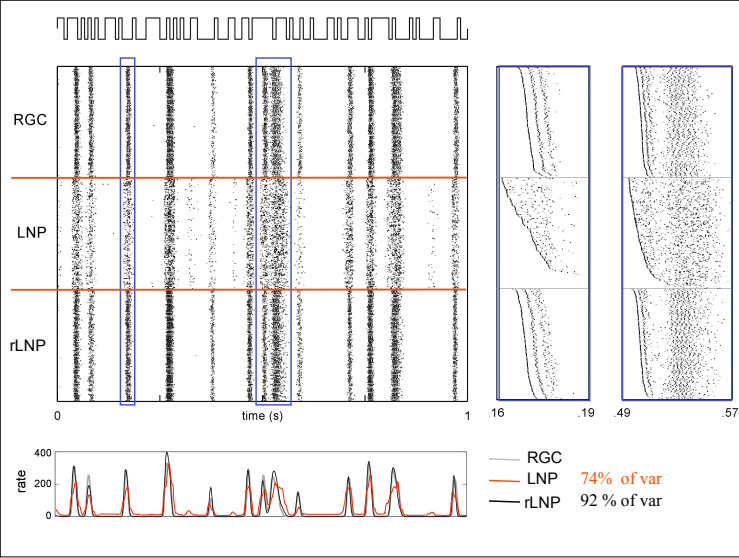 RGC
LNP
rLNP
0 time (s) 1
16 .19
.49 .57
rate
400
200
0
RGC
LNP 74% of var
rLNP 92 % of var